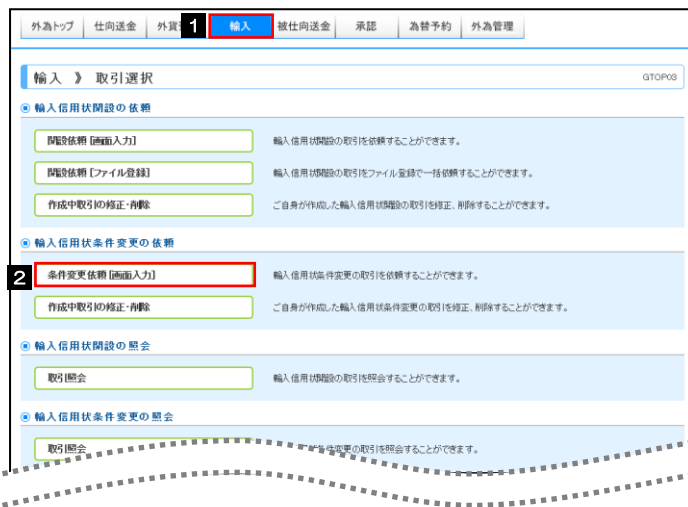 外為トップ 仕向送金 外貨 1 輸入 被仕向送金 承認 為替予約 外為管理
輸入 》 取引選択 GTOP03
輸入信用状開設の依頼
開設依頼[画面入力] 輸入信用状開設の取引を依頼することができます。
開設依頼[ファイル登録] 輸入信用状開設の取引をファイル登録で一括依頼することができます。
作成中取引の修正・削除 ご自身が作成した輸入信用状開設の取引を修正、削除することができます。
輸入信用状条件変更の依頼
2 条件変更依頼[画面入力] 輸入信用状条件変更の取引を依頼することができます。
作成中取引の修正・削除 ご自身が作成した輸入信用状条件変更の取引を修正、削除することができます。
輸入信用状開設の照会
取引照会 輸入信用状開設の取引を照会することができます。
輸入信用状条件変更の照会
取引照会 条件変更の取引を照会することができます。